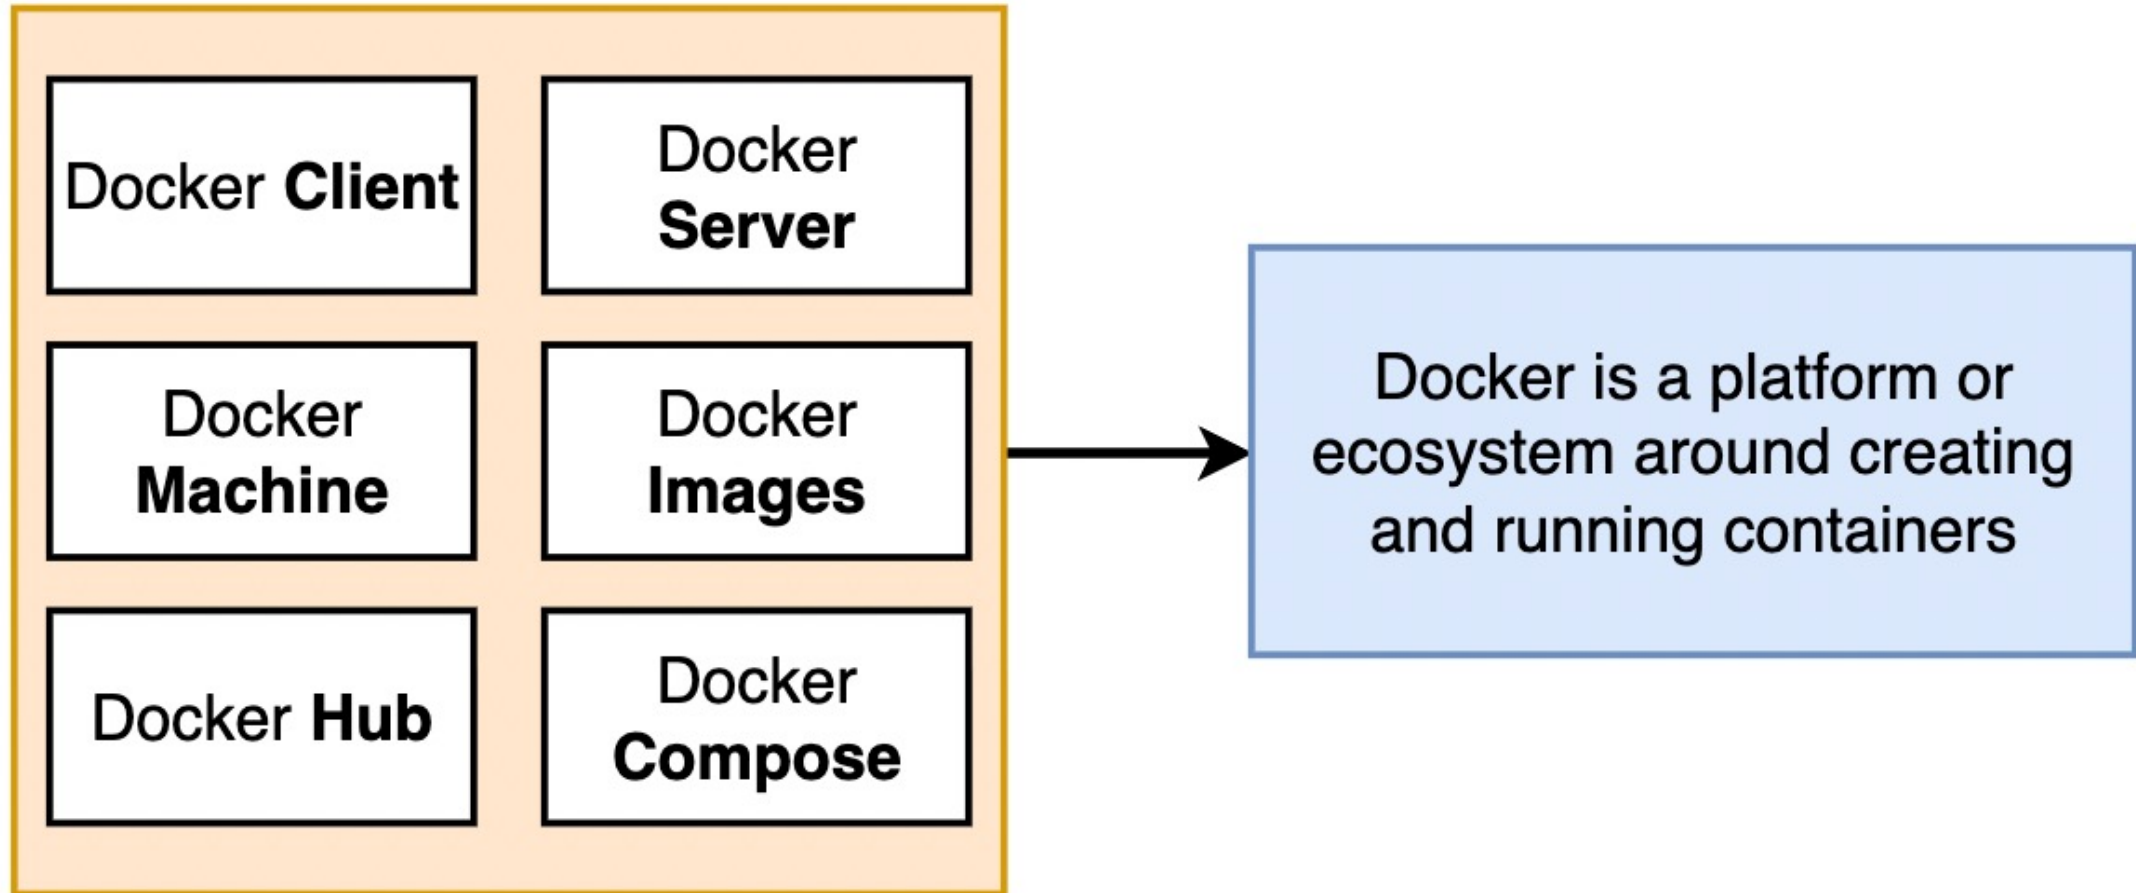 Docker Client
Docker
Server
Docker
Machine
Docker
Images
Docker Hub
Docker
Compose
Docker is a platform or
ecosystem around creating
and running containers